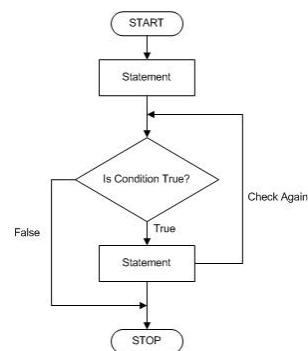 START
Statement
Is Condition True?
Check Again
False
True
Statement
STOP